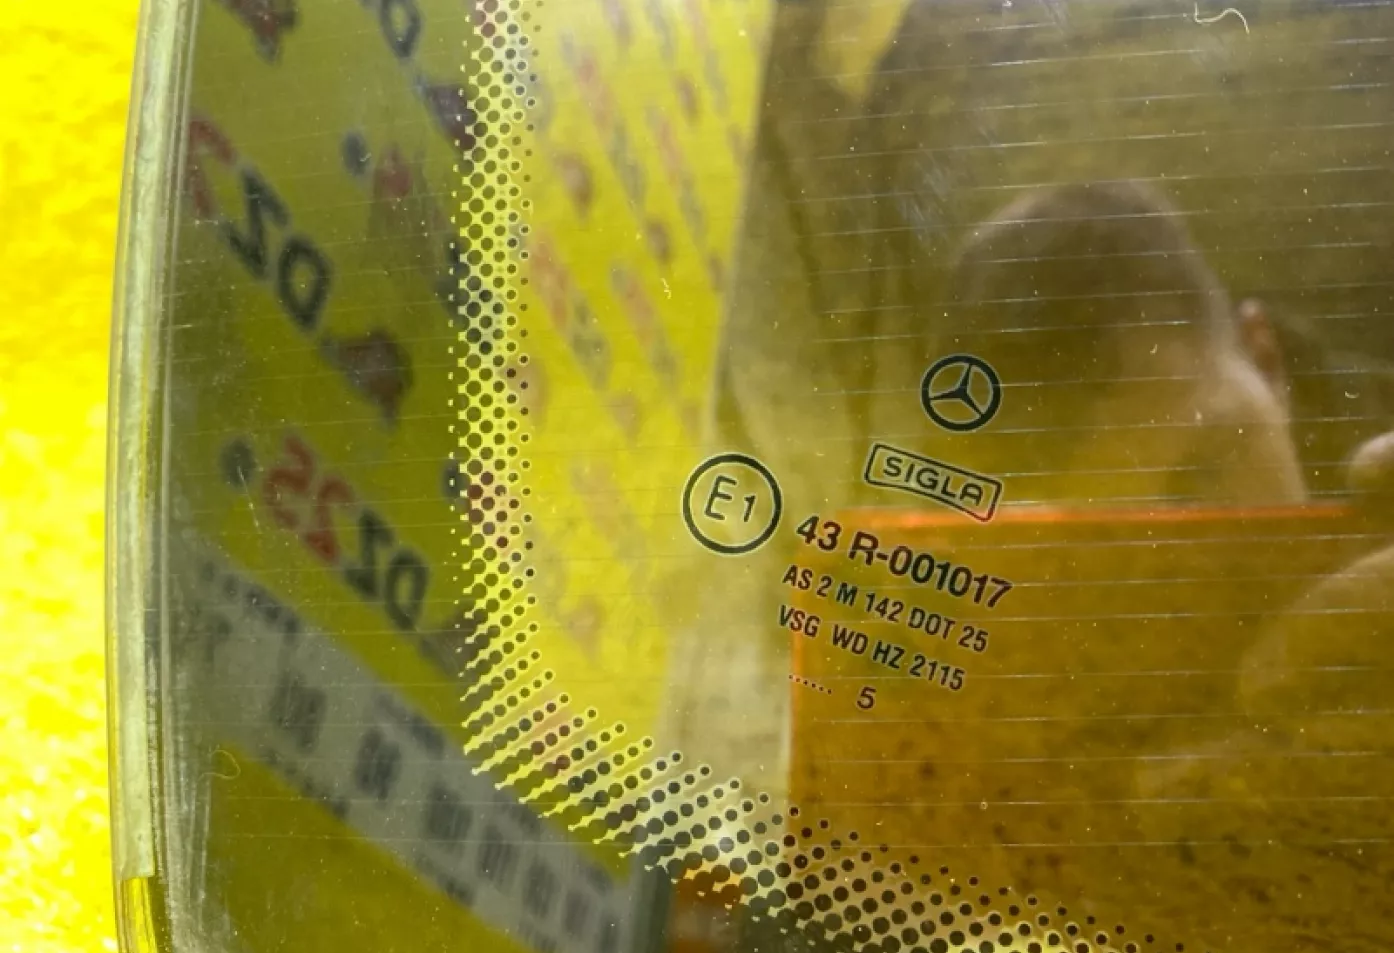 SIGLA
E1
43 R-001017
AS 2 M 142 DOT 25
VSG WD HZ 2115
...... 5